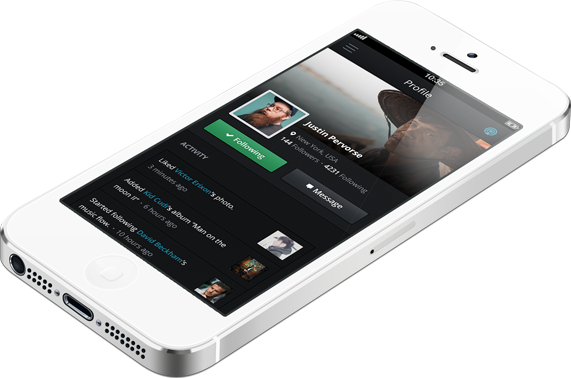 10:35
Profile
Justin Pervorse
New York, USA
144 Followers · 4231 Following
Following
Message
ACTIVITY
Liked Victor Erixon's photo.
3 minutes ago
Added Kid Cudi's album "Man on the
moon II" - 6 hours ago
Started following David Beckham's
music flow. - 10 hours ago